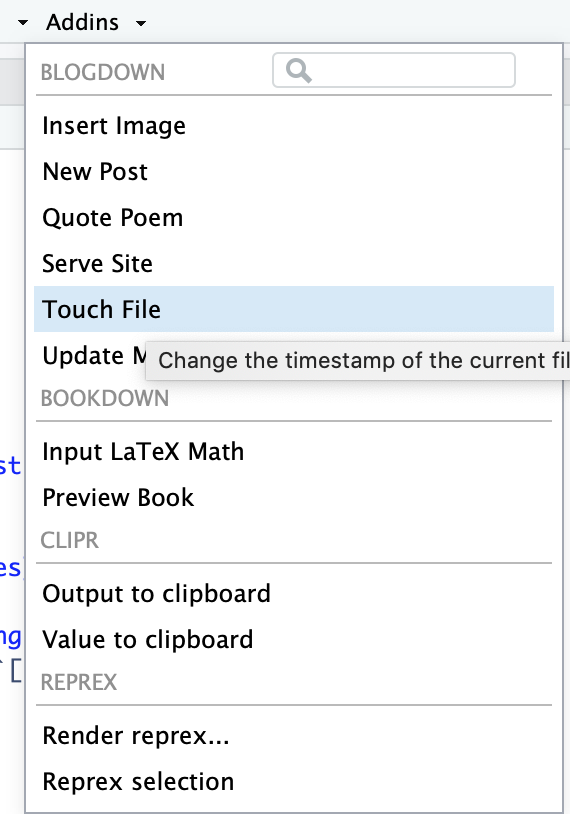 Addins
BLOGDOWN
Insert Image
New Post
Quote Poem
Serve Site
Touch File
Update M
Change the timestamp of the current fil
BOOKDOWN
st
Input LaTeX Math
Preview Book
CLIPR
es
Output to clipboard
ng
Value to clipboard
`[
REPREX
Render reprex...
Reprex selection